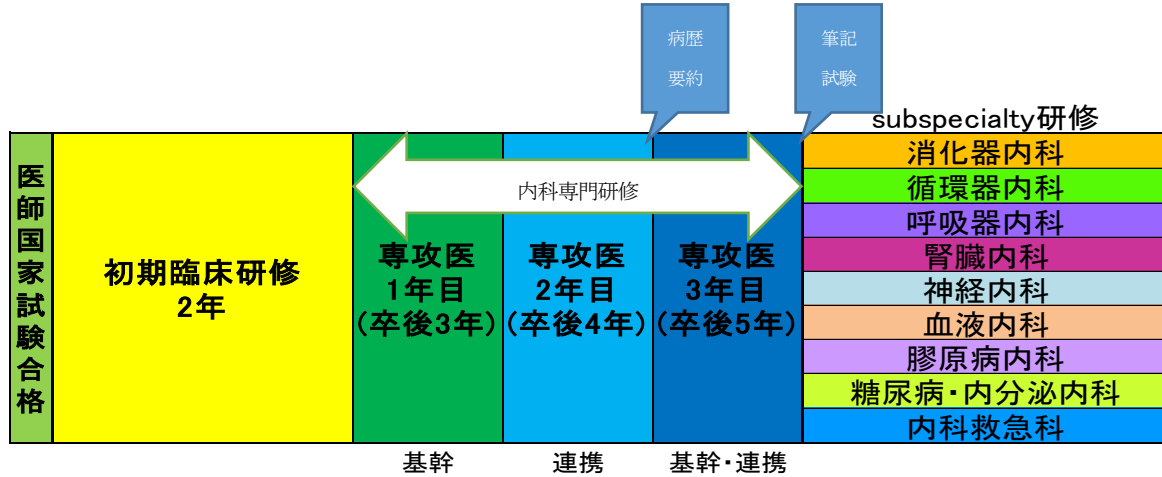 病歴
要約
筆記
試験
subspecialty研修
医師国家試験合格
初期臨床研修
2年
内科専門研修
専攻医
1年目
(卒後3年)
専攻医
2年目
(卒後4年)
専攻医
3年目
(卒後5年)
消化器内科
循環器内科
呼吸器内科
腎臓内科
神経内科
血液内科
膠原病内科
糖尿病・内分泌内科
内科救急科
基幹
連携
基幹・連携